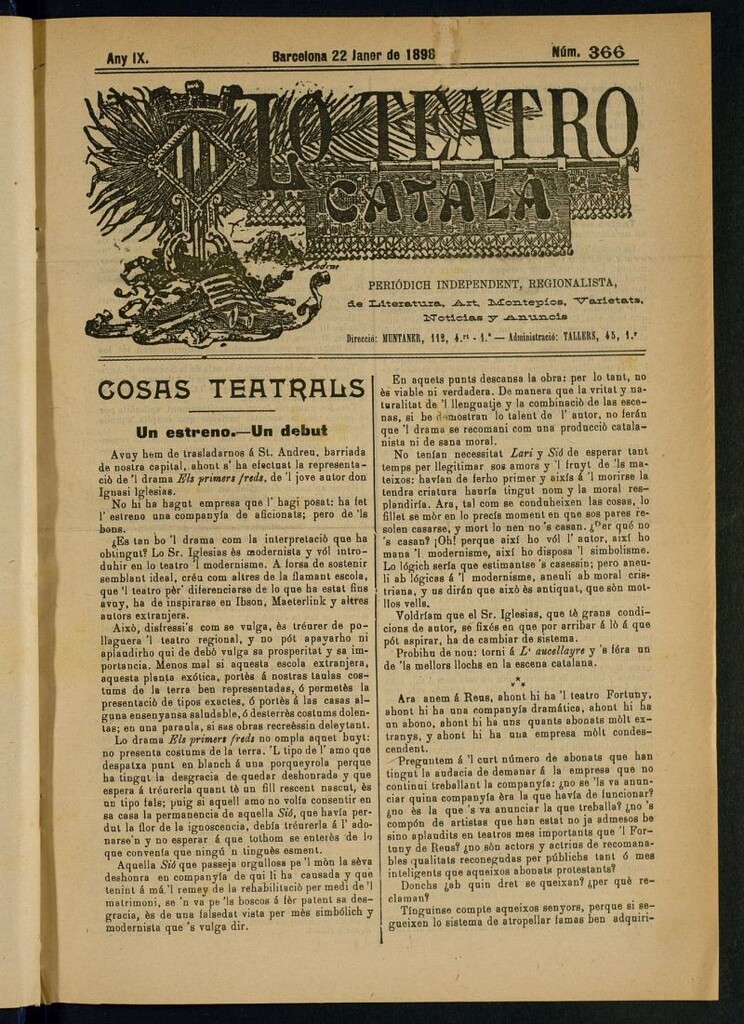 Any IX.
Barcelona 22 Janer de 1898
Núm. 366
LO TEATRO
CATALÁ
PERIÓDICH INDEPENDENT, REGIONALISTA,
de Literatura, Art, Montepíos, Varietats,
Noticias y Anuncis
Direcció: MUNTANER, 112, 4.rt - 1.ª — Administració: TALLERS, 45, 1.r
COSAS TEATRALS
Un estreno.—Un debut
Avuy hem de trasladarnos á St. Andreu, barriada
de nostra capital, ahont s' ha efectuat la representa-
ció de 'l drama Els primers freds, de 'l jove autor don
Ignasi Iglesias.
No hi ha hagut empresa que l' hagi posat: ha fet
l' estreno una companyía de aficionats; pero de 'ls
bons.
¿Es tan bo 'l drama com la interpretació que ha
obtingut? Lo Sr. Iglesias ès modernista y vól intro-
duhir en lo teatro 'l modernisme. A forsa de sostenir
semblant ideal, créu com altres de la flamant escola,
que 'l teatro pèr' diferenciarse de lo que ha estat fins
avuy, ha de inspirarse en Ibson, Maeterlink y altres
autors extranjers.
Aixó, disfressi's com se vulga, ès tréurer de po-
llaguera 'l teatro regional, y no pót apayarho ni
aplaudirho qui de debó vulga sa prosperitat y sa im-
portancia. Menos mal si aquesta escola extranjera,
aquesta planta exótica, portés á nostras taulas cos-
tums de la terra ben representadas, ó permetès la
presentació de tipos exactes, ó portés á las casas al-
guna ensenyansa saludable, ó desterrès costums dolen-
tas; en una paraula, si sas obras recreèssin deleytant.
Lo drama Els primers freds no ompla aquet buyt:
no presenta costums de la terra. 'L tipo de l' amo que
despatxa punt en blanch á una porqueyrola perque
ha tingut la desgracia de quedar deshonrada y que
espera á tréurerla quant tè un fill rescent nascut, ès
un tipo fals; puig si aquell amo no volía consentir en
sa casa la permanencia de aquella Sió, que havía per-
dut la flor de la ignoscencia, debía tréurerla á l' ado-
narse'n y no esperar á que tothom se enterès de lo
que convenía que ningú n tinguès esment.
Aquella Sió que passeja orgullosa pe 'l món la sèva
deshonra en companyía de qui li ha causada y que
tenint á má 'l remey de la rehabilitació per medi de 'l
matrimoni, se 'n va pe 'ls boscos á fèr patent sa des-
gracia, ès de una falsedat vista per mès simbólich y
modernista que 's vulga dir.
En aquets punts descansa la obra: per lo tant, no
ès viable ni verdadera. De manera que la vritat y na-
turalitat de 'l llenguatje y la combinació de las esce-
nas, si be demostran lo talent de l' autor, no ferán
que 'l drama se recomani com una producció catala-
nista ni de sana moral.
No tenían necessitat Lari y Sió de esperar tant
temps per llegitimar sos amors y 'l fruyt de 'ls ma-
teixos: havían de ferho primer y aixís á 'l morirse la
tendra criatura hauría tingut nom y la moral res-
plandiría. Ara, tal com se conduheixen las cosas, lo
fillet se mòr en lo precís moment en que sos pares re-
solen casarse, y mort lo nen no 's casan. ¿Per qué no
's casan? ¡Oh! perque aixi ho vól l' autor, aixi ho
mana 'l modernisme, aixi ho disposa 'l simbolisme.
Lo lógich sería que estimantse 's casessin; pero aneu-
li ab lógicas á 'l modernisme, aneuli ab moral cris-
triana, y us dirán que aixó ès antiquat, que són mot-
llos vells.
Voldríam que el Sr. Iglesias, que tè grans condi-
cions de autor, se fixés en que por arribar á ló á que
pót aspirar, ha de cambiar de sistema.
Probihu de nou: torni á L' aucellayre y 's fèra un
de 'ls mellors llochs en la escena catalana.
***
Ara anem á Reus, ahont hi ha 'l teatro Fortuny,
ahont hi ha una companyía dramática, ahont hi ha
un abono, ahont hi ha uns quants abonats mòlt ex-
tranys, y ahont hi ha una empresa mòlt condes-
cendent.
Preguntem á 'l curt número de abonats que han
tingut la audacia de demanar á la empresa que no
continui treballant la companyía: ¿no se 'ls va anun-
ciar quina companyía èra la que havía de funcionar?
¿no ès la que 's va anunciar la que treballa? ¿no 's
compón de artistas que han estat no ja admesos be
sino aplaudits en teatros mes importants que 'l For-
tuny de Reus? ¿no són actors y actrius de recomana-
bles qualitats reconegudas per públichs tant ó mes
inteligents que aqueixos abonats protestants?
Donchs ¿ab quin dret se queixan? ¿per què re-
claman?
Tinguinse compte aqueixos senyors, perque si se-
gueixen lo sistema de atropellar famas ben adquiri-